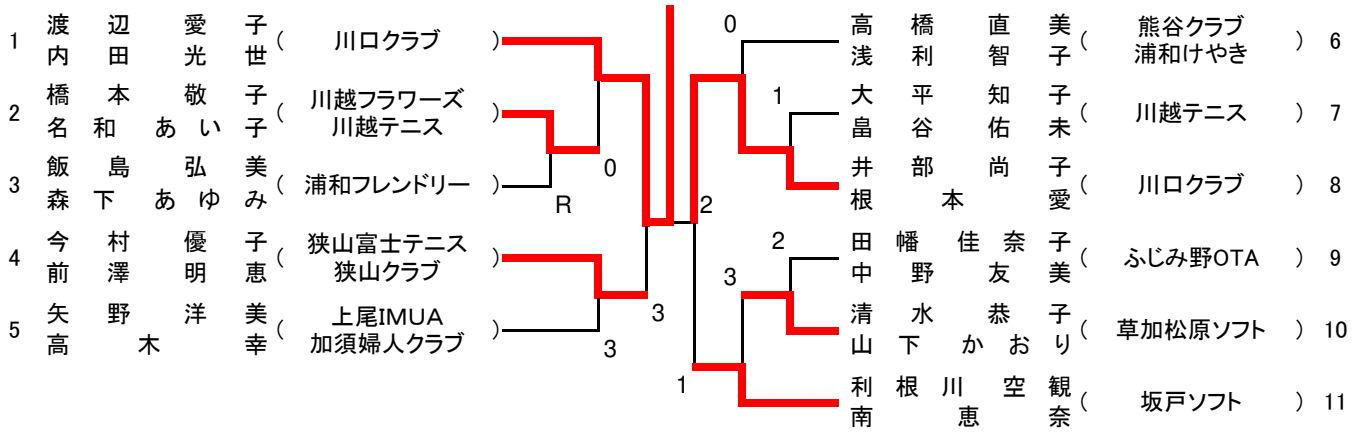 1 渡辺愛子 内田光世 ( 川口クラブ )
2 橋本敬子 名和あい子 ( 川越フラワーズ 川越テニス )
3 飯島弘美 森下あゆみ ( 浦和フレンドリー )
4 今村優子 前澤明恵 ( 狭山富士テニス 狭山クラブ )
5 矢野洋美 高木幸 ( 上尾IMUA 加須婦人クラブ )
0
R
3
3
2
0
1
2
3
1
高橋直美 浅利智子 ( 熊谷クラブ 浦和けやき ) 6
大平知子 畠谷佑未 ( 川越テニス ) 7
井部尚子 根本愛 ( 川口クラブ ) 8
田幡佳奈子 中野友美 ( ふじみ野OTA ) 9
清水恭子 山下かおり ( 草加松原ソフト ) 10
利根川空観 南恵奈 ( 坂戸ソフト ) 11